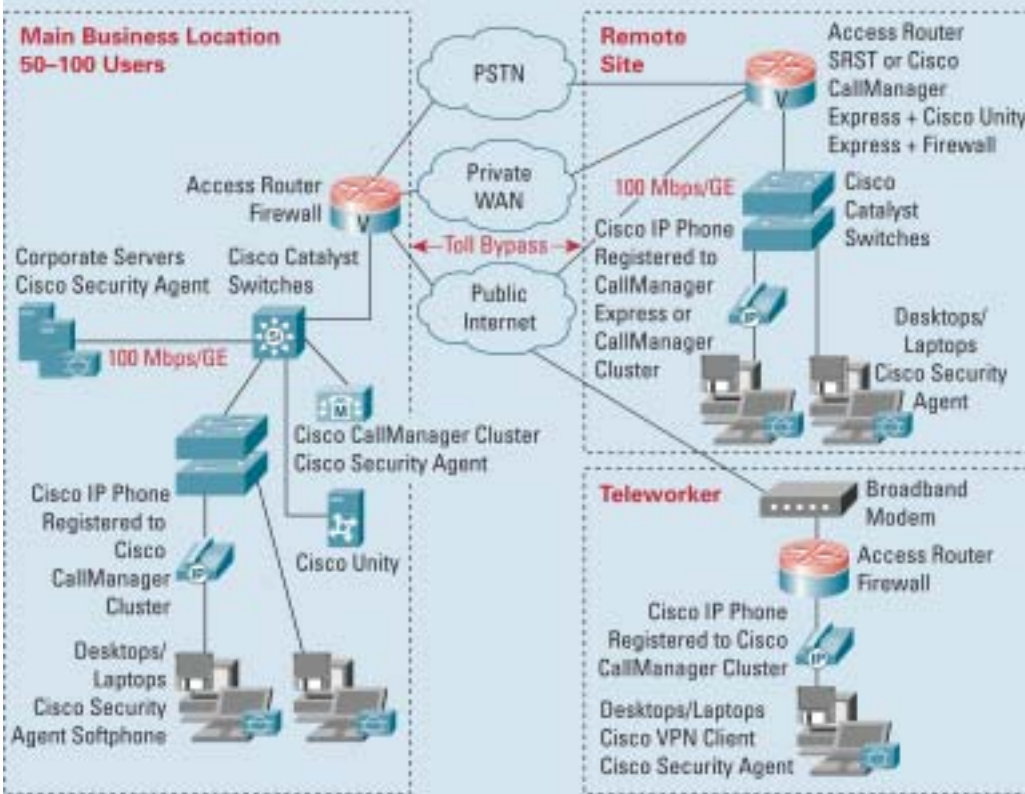 Main Business Location
50–100 Users
PSTN
Private
WAN
Toll Bypass
Public
Internet
Access Router
Firewall
V
Corporate Servers
Cisco Security Agent
Cisco Catalyst
Switches
100 Mbps/GE
M
Cisco CallManager Cluster
Cisco Security Agent
Cisco Unity
Cisco IP Phone
Registered to
Cisco
CallManager
Cluster
IP
Desktops/
Laptops
Cisco Security
Agent Softphone
Remote
Site
V
Access Router
SRST or Cisco
CallManager
Express + Cisco Unity
Express + Firewall
100 Mbps/GE
Cisco
Catalyst
Switches
Cisco IP Phone
Registered to
CallManager
Express or
CallManager
Cluster
IP
Desktops/
Laptops
Cisco Security
Agent
Teleworker
Broadband
Modem
Access Router
Firewall
Cisco IP Phone
Registered to Cisco
CallManager Cluster
IP
Desktops/Laptops
Cisco VPN Client
Cisco Security Agent